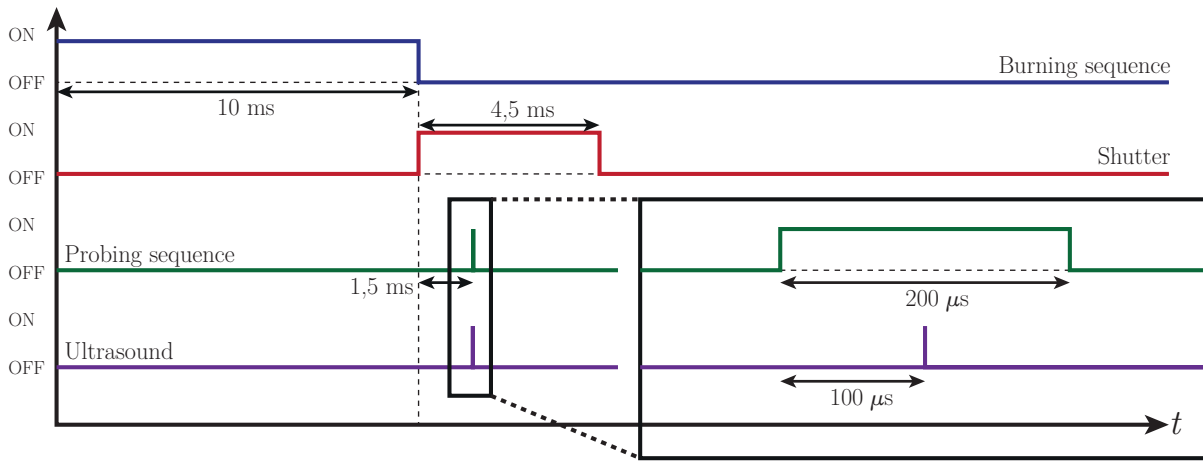 ON
OFF
Burning sequence
10 ms
ON
4,5 ms
OFF
Shutter
ON
Probing sequence
OFF
1,5 ms
200 μs
ON
Ultrasound
OFF
100 μs
t